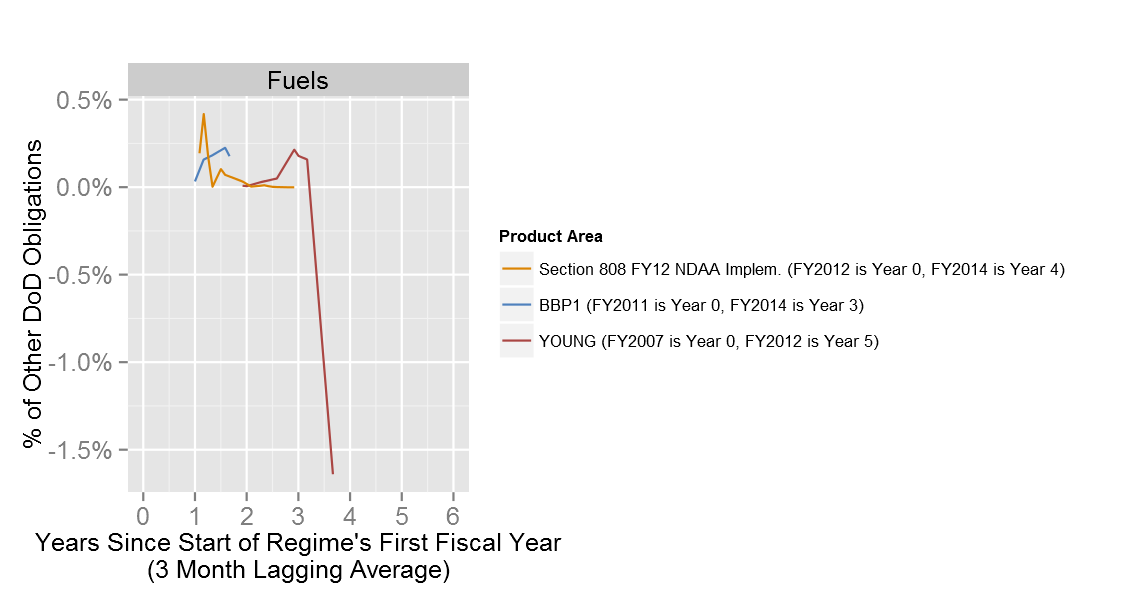 Fuels
0.5%
0.0%
-0.5%
-1.0%
-1.5%
% of Other DoD Obligations
0 1 2 3 4 5 6
Years Since Start of Regime's First Fiscal Year
(3 Month Lagging Average)
Product Area
Section 808 FY12 NDAA Implem. (FY2012 is Year 0, FY2014 is Year 4)
BBP1 (FY2011 is Year 0, FY2014 is Year 3)
YOUNG (FY2007 is Year 0, FY2012 is Year 5)